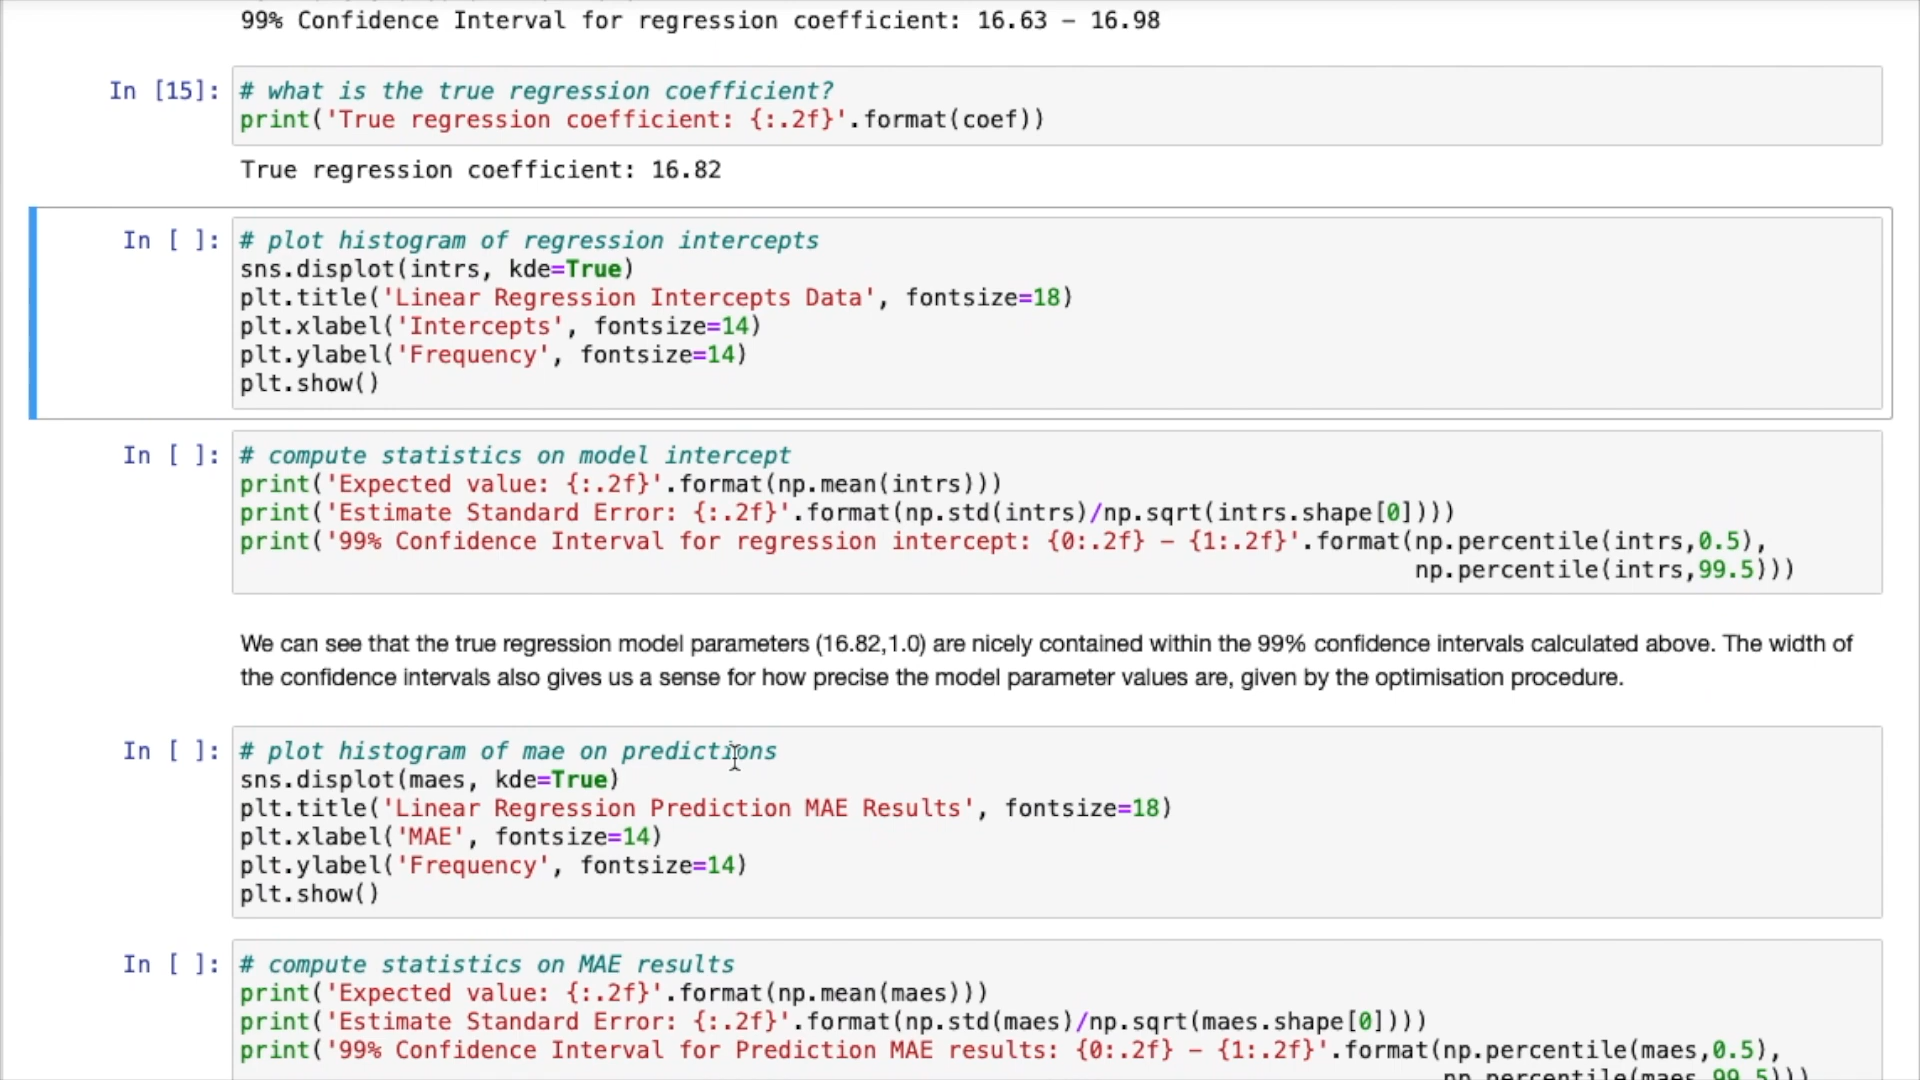 99% Confidence Interval for regression coefficient: 16.63 – 16.98
In [15]: # what is the true regression coefficient?
print('True regression coefficient: {:.2f}'.format(coef))
True regression coefficient: 16.82
In [ ]: # plot histogram of regression intercepts
sns.displot(intrs, kde=True)
plt.title('Linear Regression Intercepts Data', fontsize=18)
plt.xlabel('Intercepts', fontsize=14)
plt.ylabel('Frequency', fontsize=14)
plt.show()
In [ ]: # compute statistics on model intercept
print('Expected value: {:.2f}'.format(np.mean(intrs)))
print('Estimate Standard Error: {:.2f}'.format(np.std(intrs)/np.sqrt(intrs.shape[0])))
print('99% Confidence Interval for regression intercept: {0:.2f} – {1:.2f}'.format(np.percentile(intrs,0.5),
np.percentile(intrs,99.5)))
We can see that the true regression model parameters (16.82,1.0) are nicely contained within the 99% confidence intervals calculated above. The width of
the confidence intervals also gives us a sense for how precise the model parameter values are, given by the optimisation procedure.
In [ ]: # plot histogram of mae on predictions
sns.displot(maes, kde=True)
plt.title('Linear Regression Prediction MAE Results', fontsize=18)
plt.xlabel('MAE', fontsize=14)
plt.ylabel('Frequency', fontsize=14)
plt.show()
In [ ]: # compute statistics on MAE results
print('Expected value: {:.2f}'.format(np.mean(maes)))
print('Estimate Standard Error: {:.2f}'.format(np.std(maes)/np.sqrt(maes.shape[0])))
print('99% Confidence Interval for Prediction MAE results: {0:.2f} – {1:.2f}'.format(np.percentile(maes,0.5),
np.percentile(maes,99.5)))